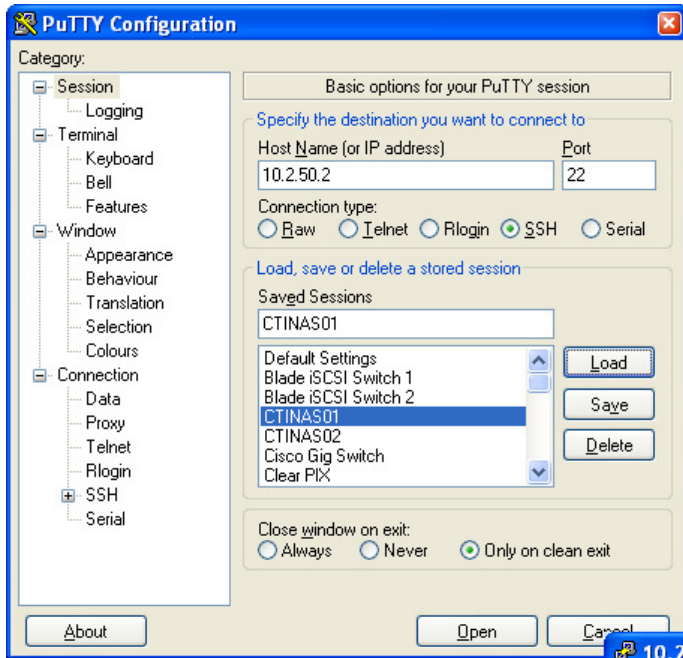 PuTTY Configuration
Category:
Session
Logging
Terminal
Keyboard
Bell
Features
Window
Appearance
Behaviour
Translation
Selection
Colours
Connection
Data
Proxy
Telnet
Rlogin
SSH
Serial
Basic options for your PuTTY session
Specify the destination you want to connect to
Host Name (or IP address) Port
10.2.50.2 22
Connection type:
Raw Telnet Rlogin SSH Serial
Load, save or delete a stored session
Saved Sessions
CTINAS01
Default Settings
Blade iSCSI Switch 1
Blade iSCSI Switch 2
CTINAS01
CTINAS02
Cisco Gig Switch
Clear PIX
Load
Save
Delete
Close window on exit:
Always Never Only on clean exit
About Open Cancel
10.2